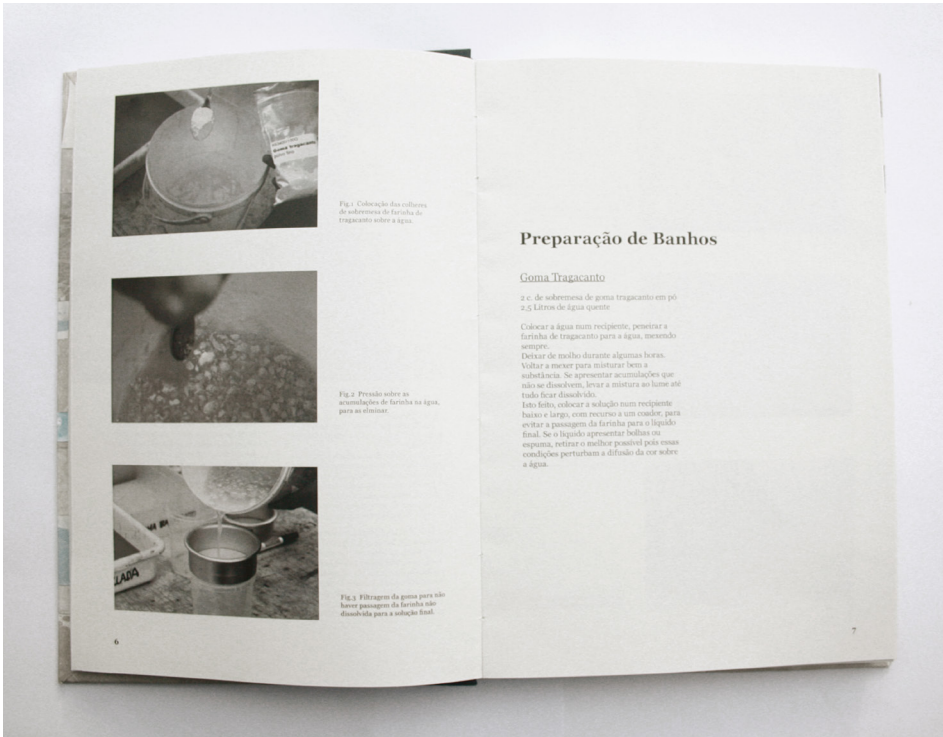 Goma Tragacanto
Fig.1 Colocação das colheres
de sobremesa de farinha de
tragacanto sobre a água.
Fig.2 Pressão sobre as
acumulações de farinha na água,
para as eliminar.
CLADA
Fig.3 Filtragem da goma para não
haver passagem da farinha não
dissolvida para a solução final.
6
Preparação de Banhos
Goma Tragacanto
2 c. de sobremesa de goma tragacanto em pó
2,5 Litros de água quente
Colocar a água num recipiente, peneirar a
farinha de tragacanto para a água, mexendo
sempre.
Deixar de molho durante algumas horas.
Voltar a mexer para misturar bem a
substância. Se apresentar acumulações que
não se dissolvem, levar a mistura ao lume até
tudo ficar dissolvido.
Isto feito, colocar a solução num recipiente
baixo e largo, com recurso a um coador, para
evitar a passagem da farinha para o líquido
final. Se o líquido apresentar bolhas ou
espuma, retirar o melhor possível pois essas
condições perturbam a difusão da cor sobre
a água.
7